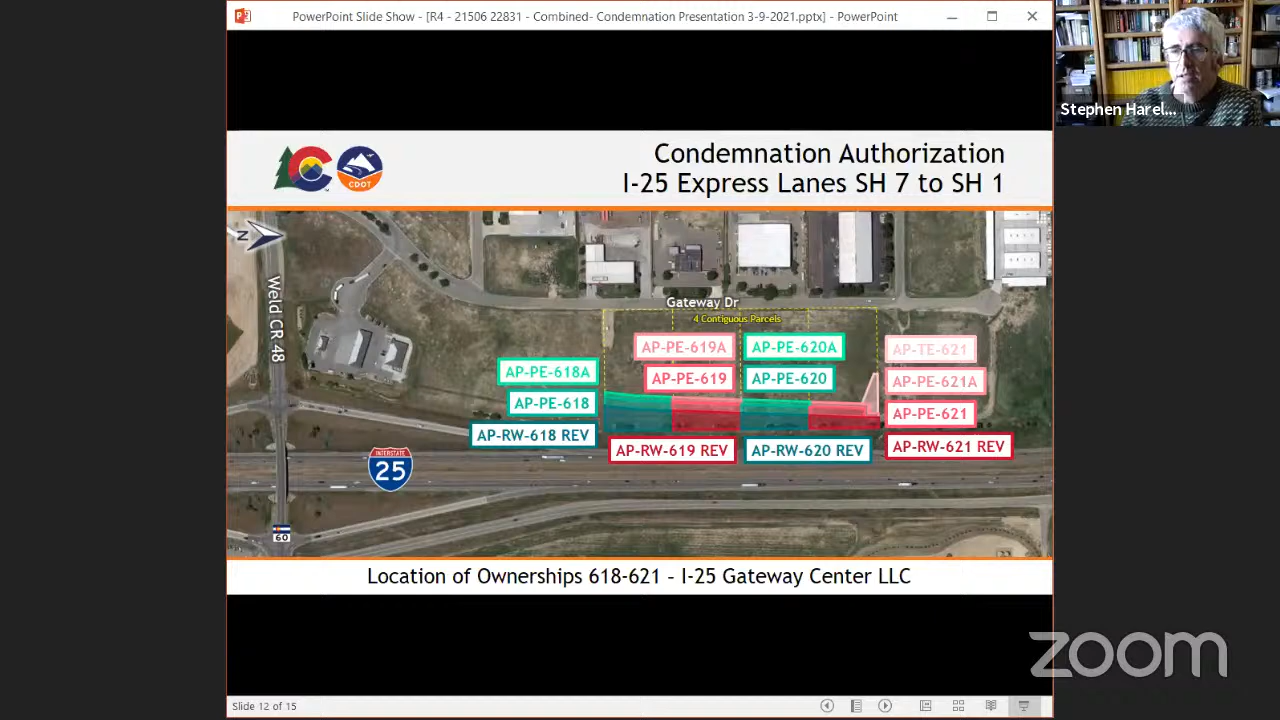 PowerPoint Slide Show - [R4 - 21506 22831 - Combined- Condemnation Presentation 3-9-2021.pptx] - PowerPoint
Stephen Harel...
CDOT
Condemnation Authorization
I-25 Express Lanes SH 7 to SH 1
N
Weld CR 48
Gateway Dr
4 Contiguous Parcels
AP-PE-619A
AP-PE-620A
AP-TE-621
AP-PE-618A
AP-PE-619
AP-PE-620
AP-PE-621A
AP-PE-618
AP-PE-621
AP-RW-618 REV
AP-RW-619 REV
AP-RW-620 REV
AP-RW-621 REV
INTERSTATE
25
60
Location of Ownerships 618-621 - I-25 Gateway Center LLC
zoom
Slide 12 of 15